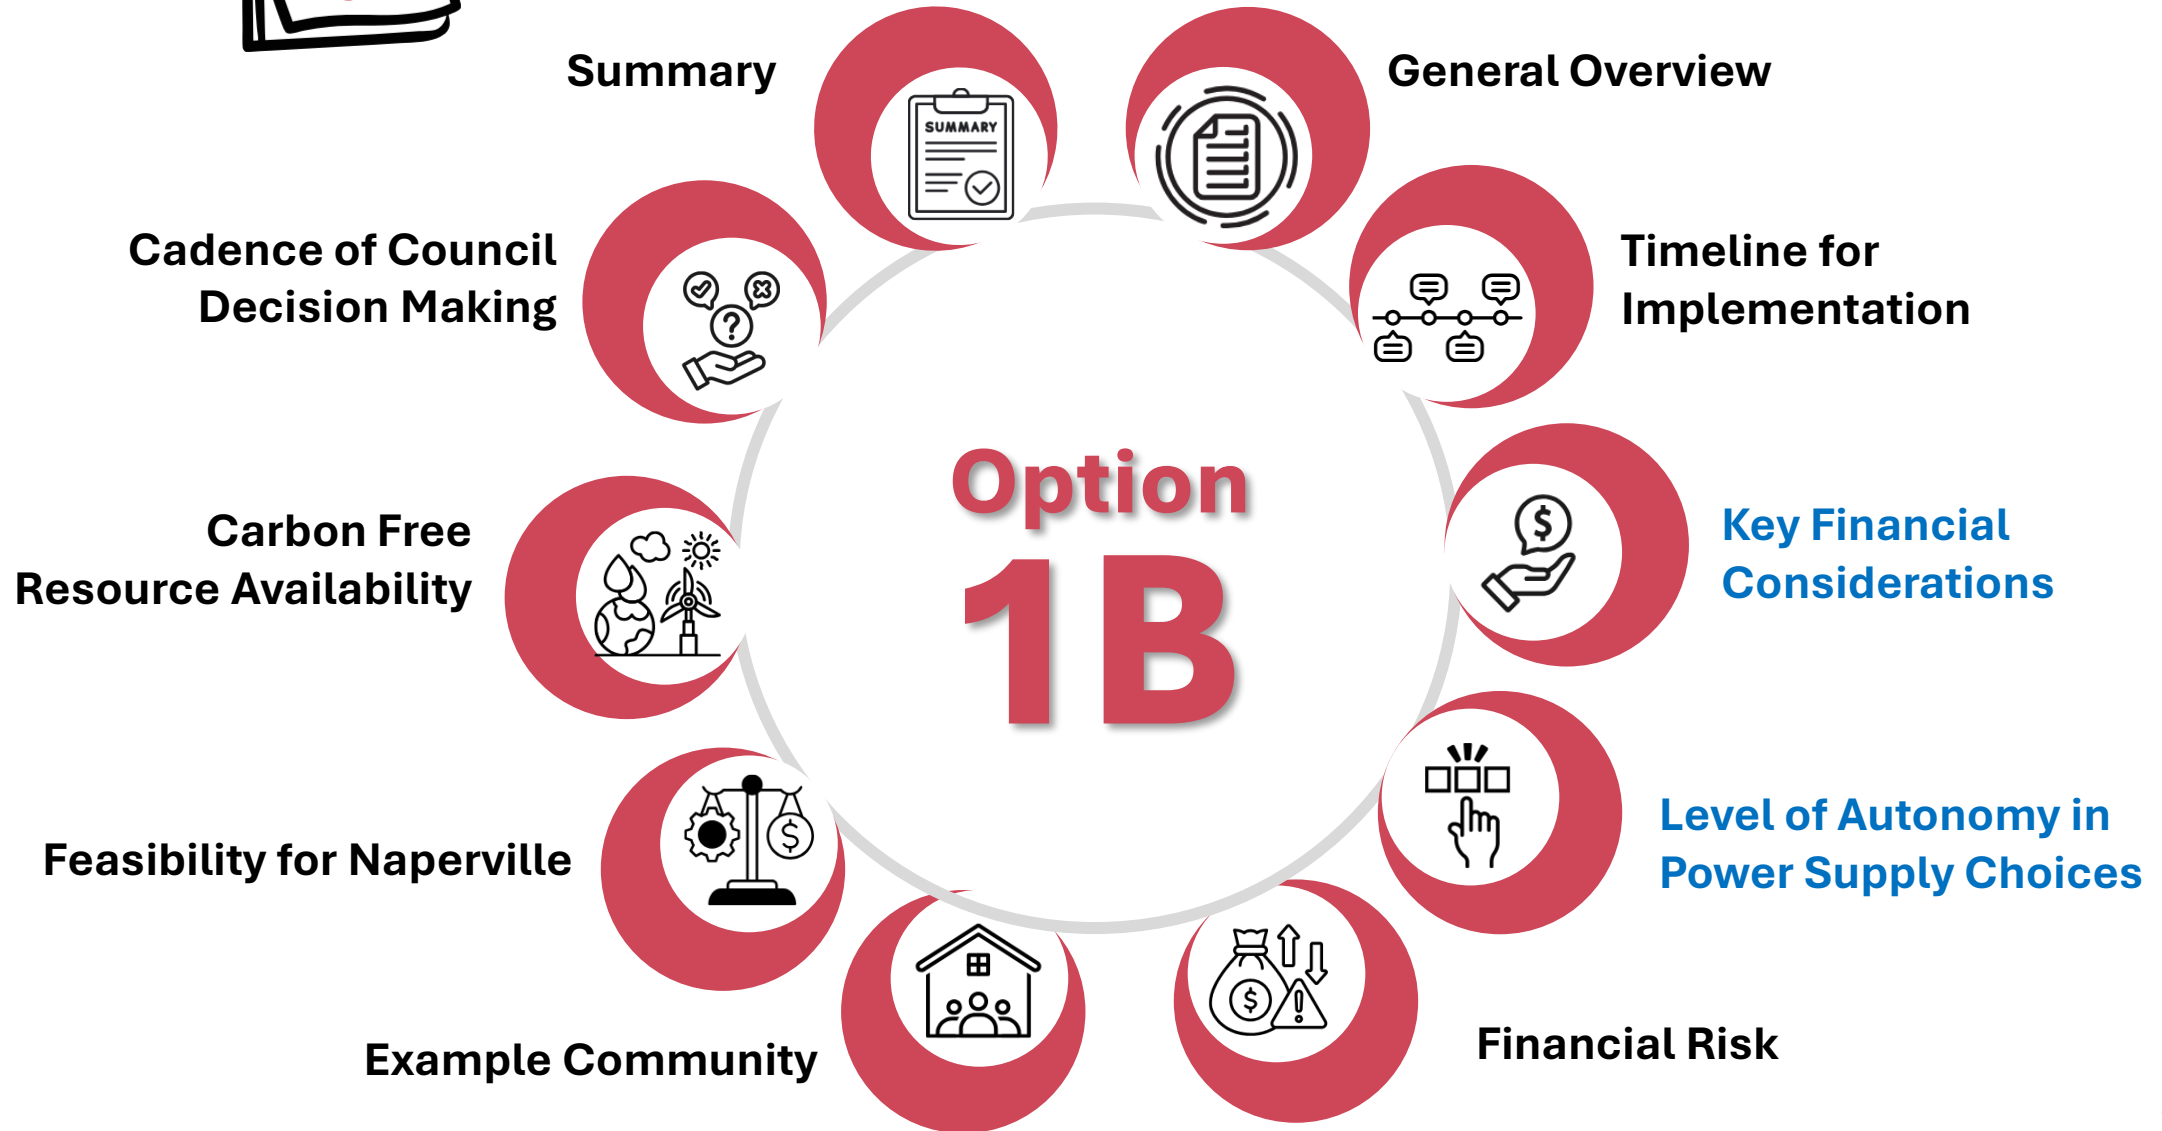 Summary
SUMMARY
General Overview
Cadence of Council
Decision Making
Timeline for
Implementation
Option
1B
Carbon Free
Resource Availability
Key Financial
Considerations
Feasibility for Naperville
Level of Autonomy in
Power Supply Choices
Example Community
Financial Risk